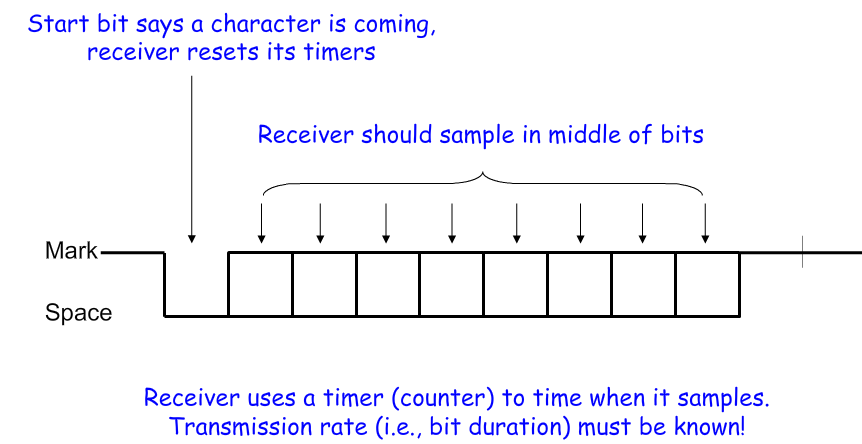 Start bit says a character is coming,
receiver resets its timers
Receiver should sample in middle of bits
Mark
Space
Receiver uses a timer (counter) to time when it samples.
Transmission rate (i.e., bit duration) must be known!